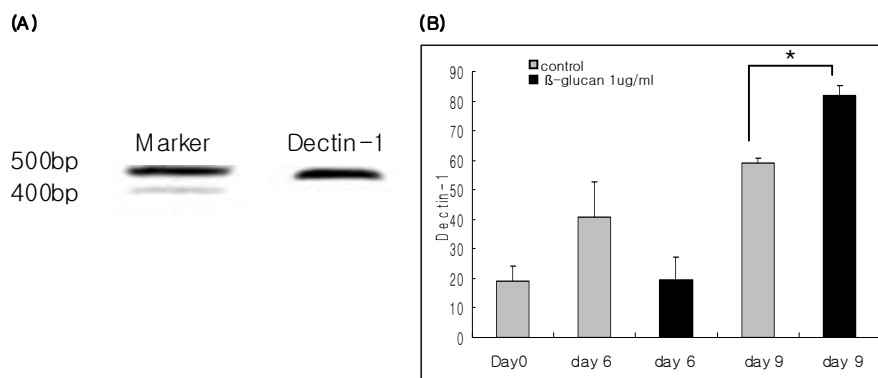 (A)
Marker
Dectin-1
500bp
400bp
(B)
control
ß-glucan 1ug/ml
*
90
80
70
60
50
40
30
20
10
0
Dectin-1
Day0
day 6
day 6
day 9
day 9